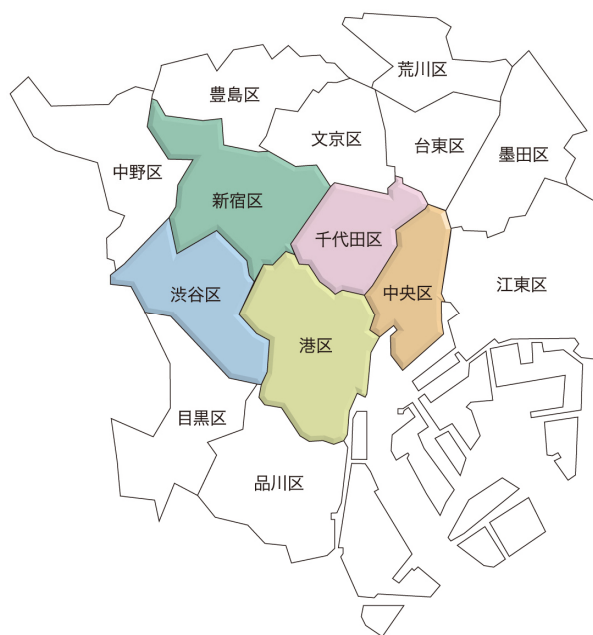 荒川区
豊島区
文京区
台東区
墨田区
中野区
新宿区
千代田区
江東区
渋谷区
中央区
港区
目黒区
品川区